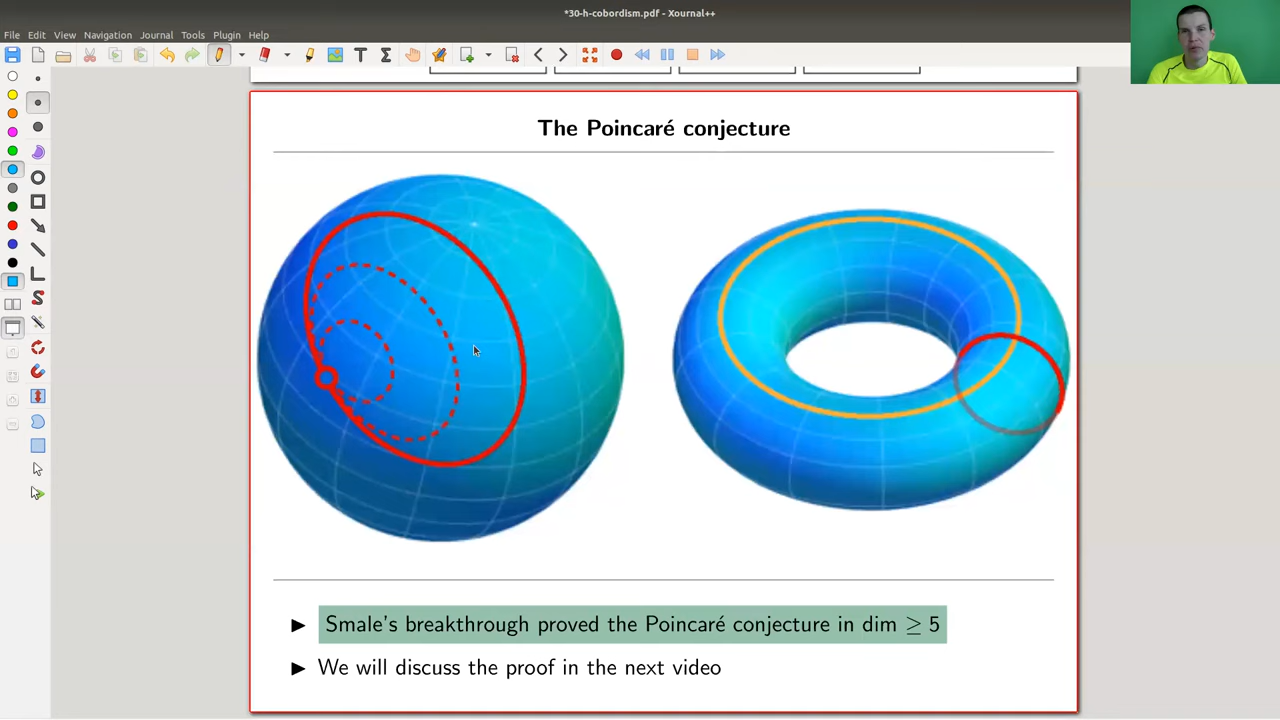 *30-h-cobordism.pdf - Xournal++
File Edit View Navigation Journal Tools Plugin Help
The Poincaré conjecture
▶ Smale's breakthrough proved the Poincaré conjecture in dim ≥ 5
▶ We will discuss the proof in the next video